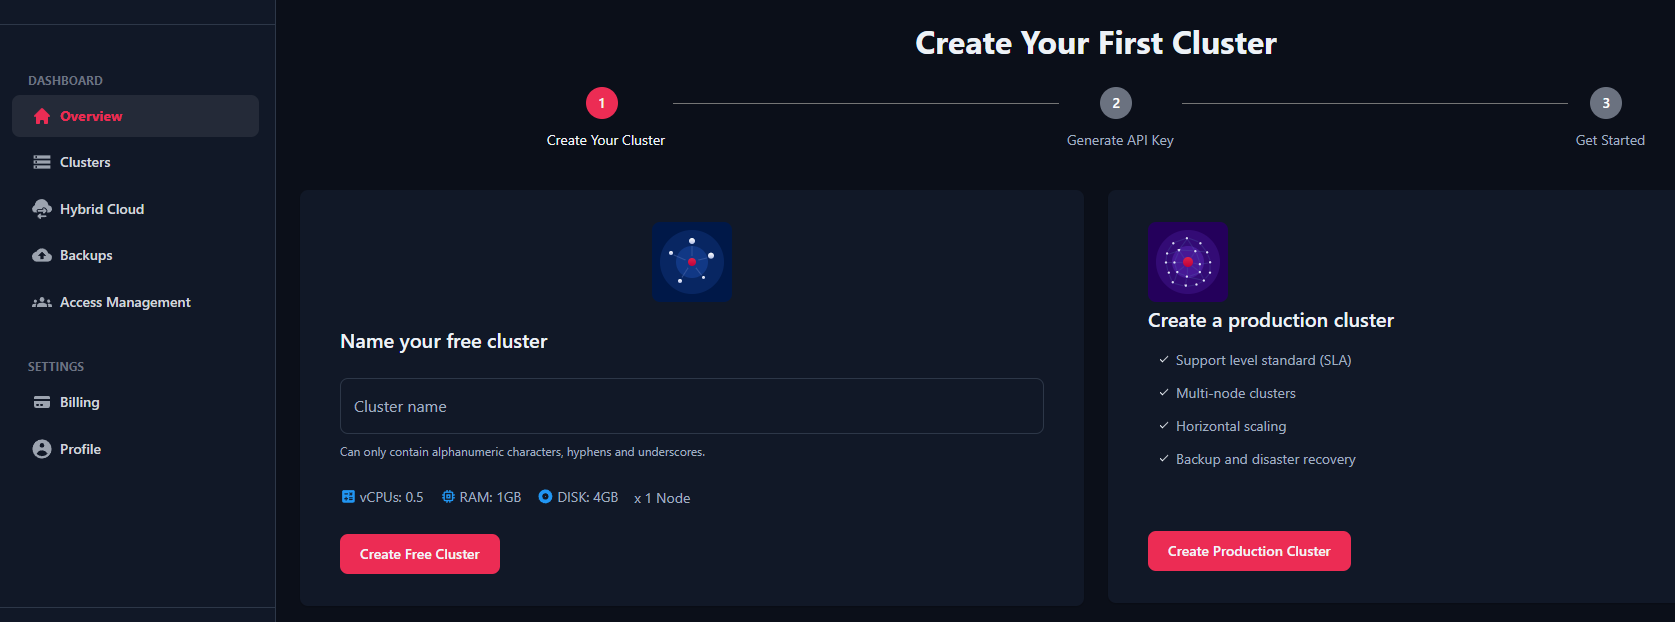 DASHBOARD
Overview
Clusters
Hybrid Cloud
Backups
Access Management
SETTINGS
Billing
Profile
Create Your First Cluster
1
Create Your Cluster
2
Generate API Key
3
Get Started
Name your free cluster
Cluster name
Can only contain alphanumeric characters, hyphens and underscores.
vCPUs: 0.5 RAM: 1GB DISK: 4GB x 1 Node
Create Free Cluster
Create a production cluster
Support level standard (SLA)
Multi-node clusters
Horizontal scaling
Backup and disaster recovery
Create Production Cluster